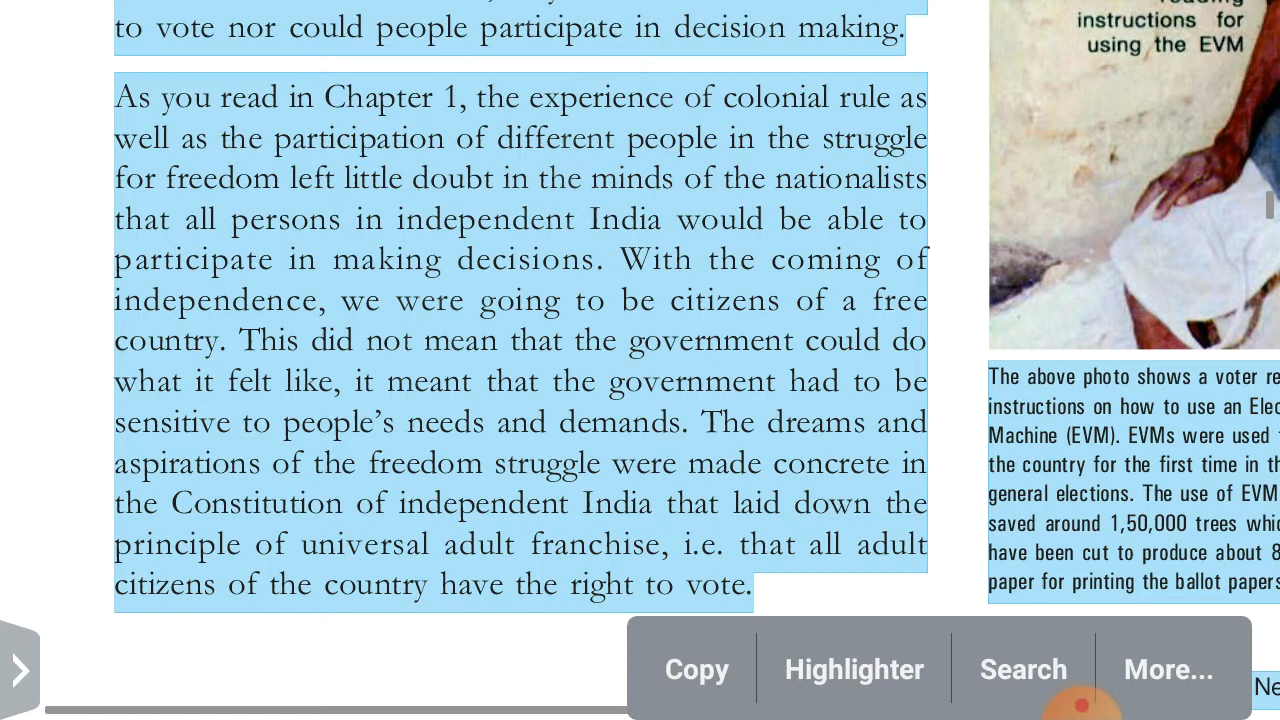 to vote nor could people participate in decision making.
As you read in Chapter 1, the experience of colonial rule as
well as the participation of different people in the struggle
for freedom left little doubt in the minds of the nationalists
that all persons in independent India would be able to
participate in making decisions. With the coming of
independence, we were going to be citizens of a free
country. This did not mean that the government could do
what it felt like, it meant that the government had to be
sensitive to people's needs and demands. The dreams and
aspirations of the freedom struggle were made concrete in
the Constitution of independent India that laid down the
principle of universal adult franchise, i.e. that all adult
citizens of the country have the right to vote.
instructions for
using the EVM
The above photo shows a voter
instructions on how to use an
Machine (EVM). EVMs were used
the country for the first time in
general elections. The use of
saved around 1,50,000 trees
have been cut to produce about
paper for printing the ballot papers
Copy
Highlighter
Search
More...